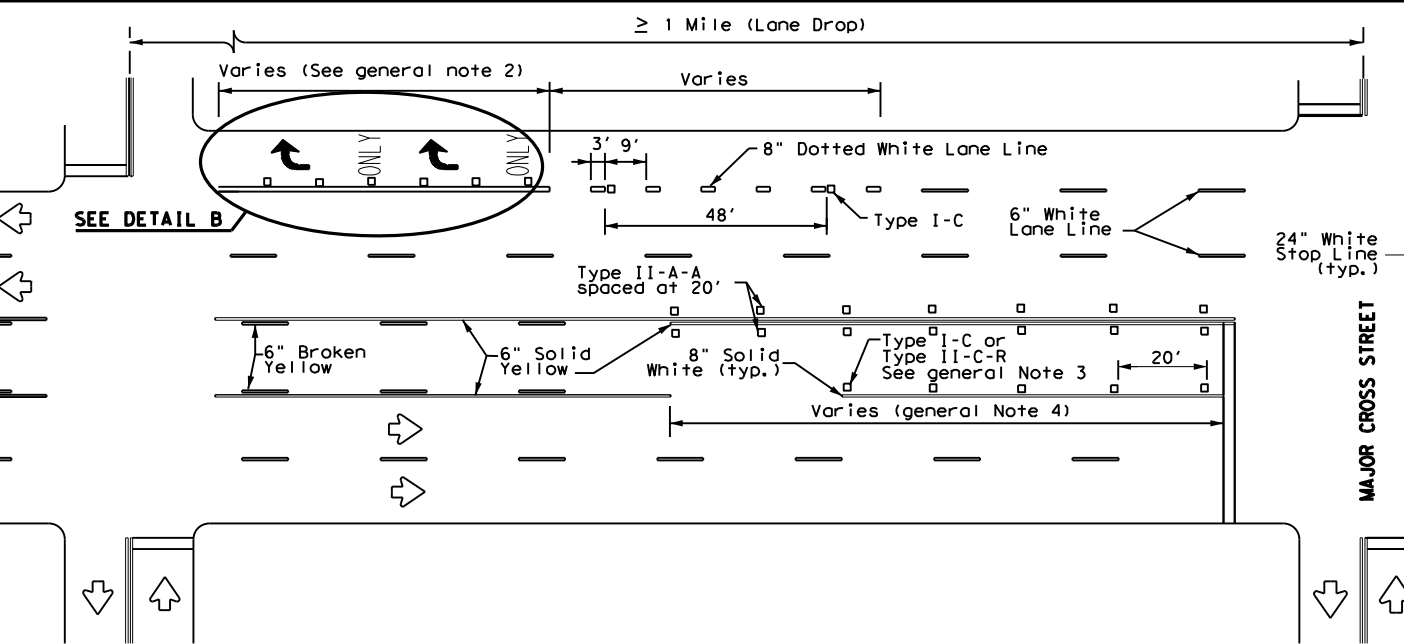 ≥ 1 Mile (Lane Drop)
Varies (See general note 2)
Varies
ONLY
ONLY
3' 9'
8" Dotted White Lane Line
SEE DETAIL B
48'
Type I-C
6" White
Lane Line
24" White
Stop Line
(typ.)
Type II-A-A
spaced at 20'
6" Broken
Yellow
6" Solid
Yellow
8" Solid
White (typ.)
Type I-C or
Type II-C-R
See general Note 3
20'
Varies (general Note 4)
MAJOR CROSS STREET